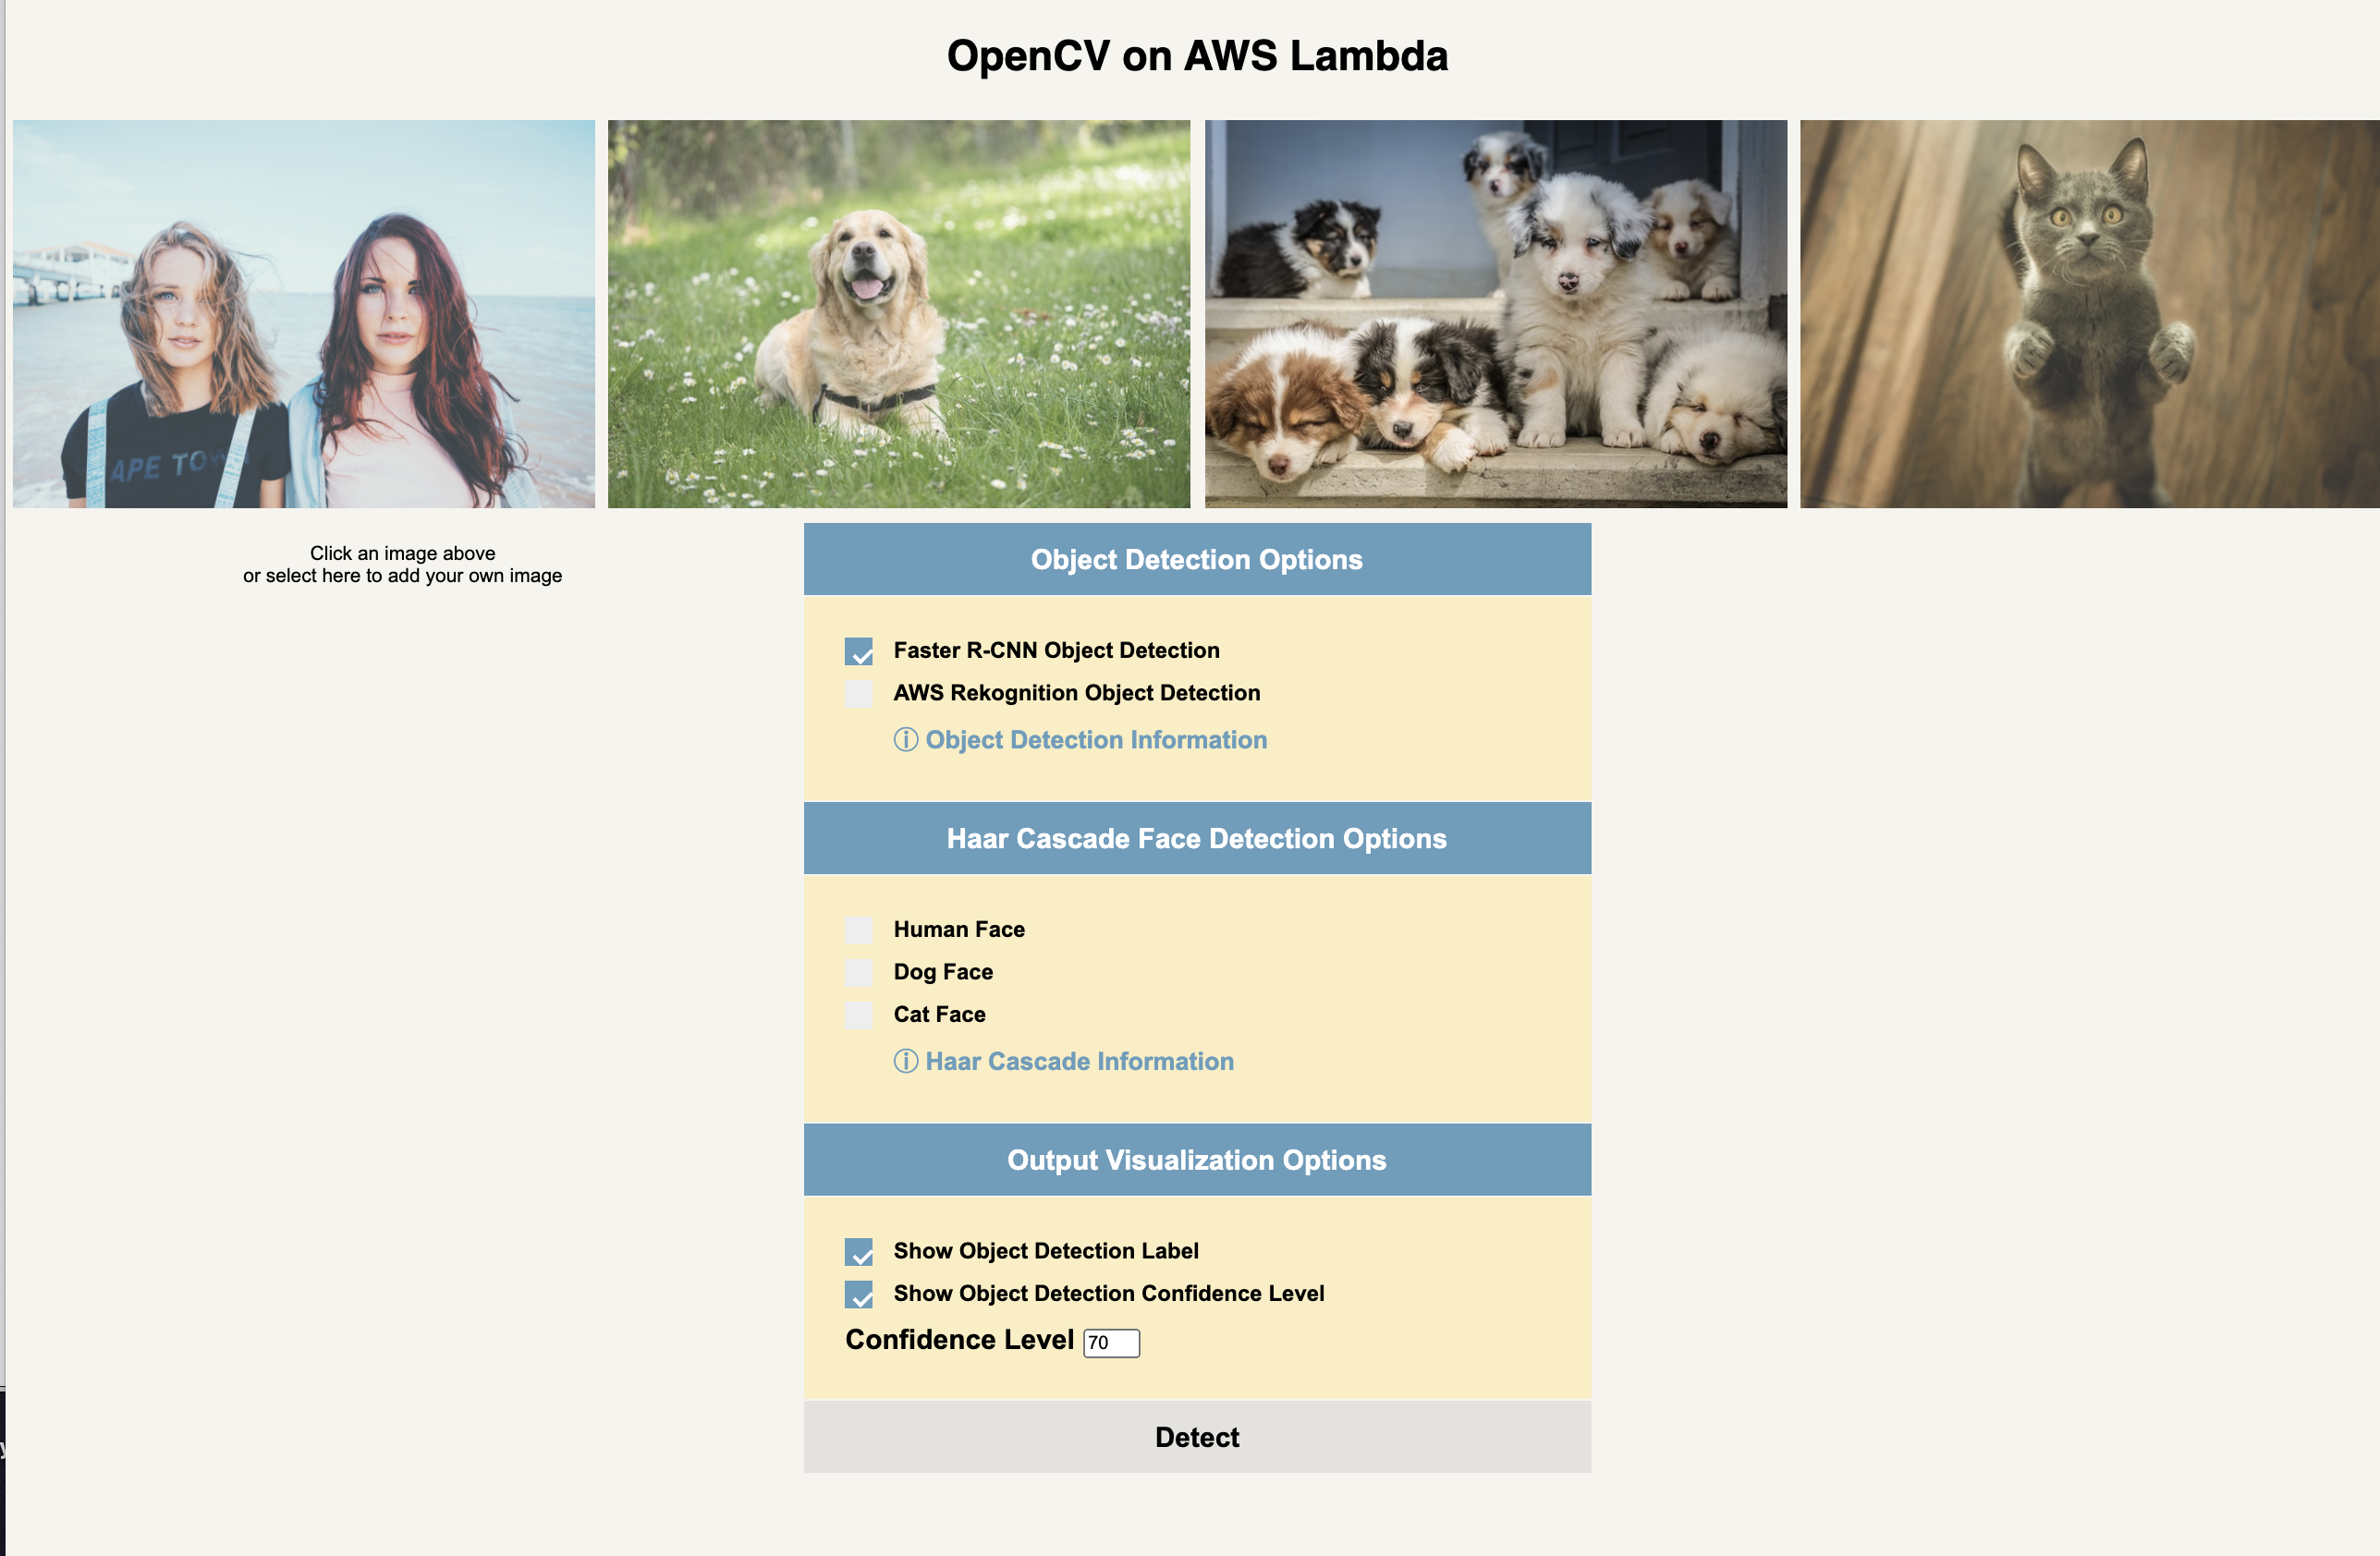 OpenCV on AWS Lambda
APE TOWN
Click an image above
or select here to add your own image
Object Detection Options
Faster R-CNN Object Detection
AWS Rekognition Object Detection
ⓘ Object Detection Information
Haar Cascade Face Detection Options
Human Face
Dog Face
Cat Face
ⓘ Haar Cascade Information
Output Visualization Options
Show Object Detection Label
Show Object Detection Confidence Level
Confidence Level 70
Detect